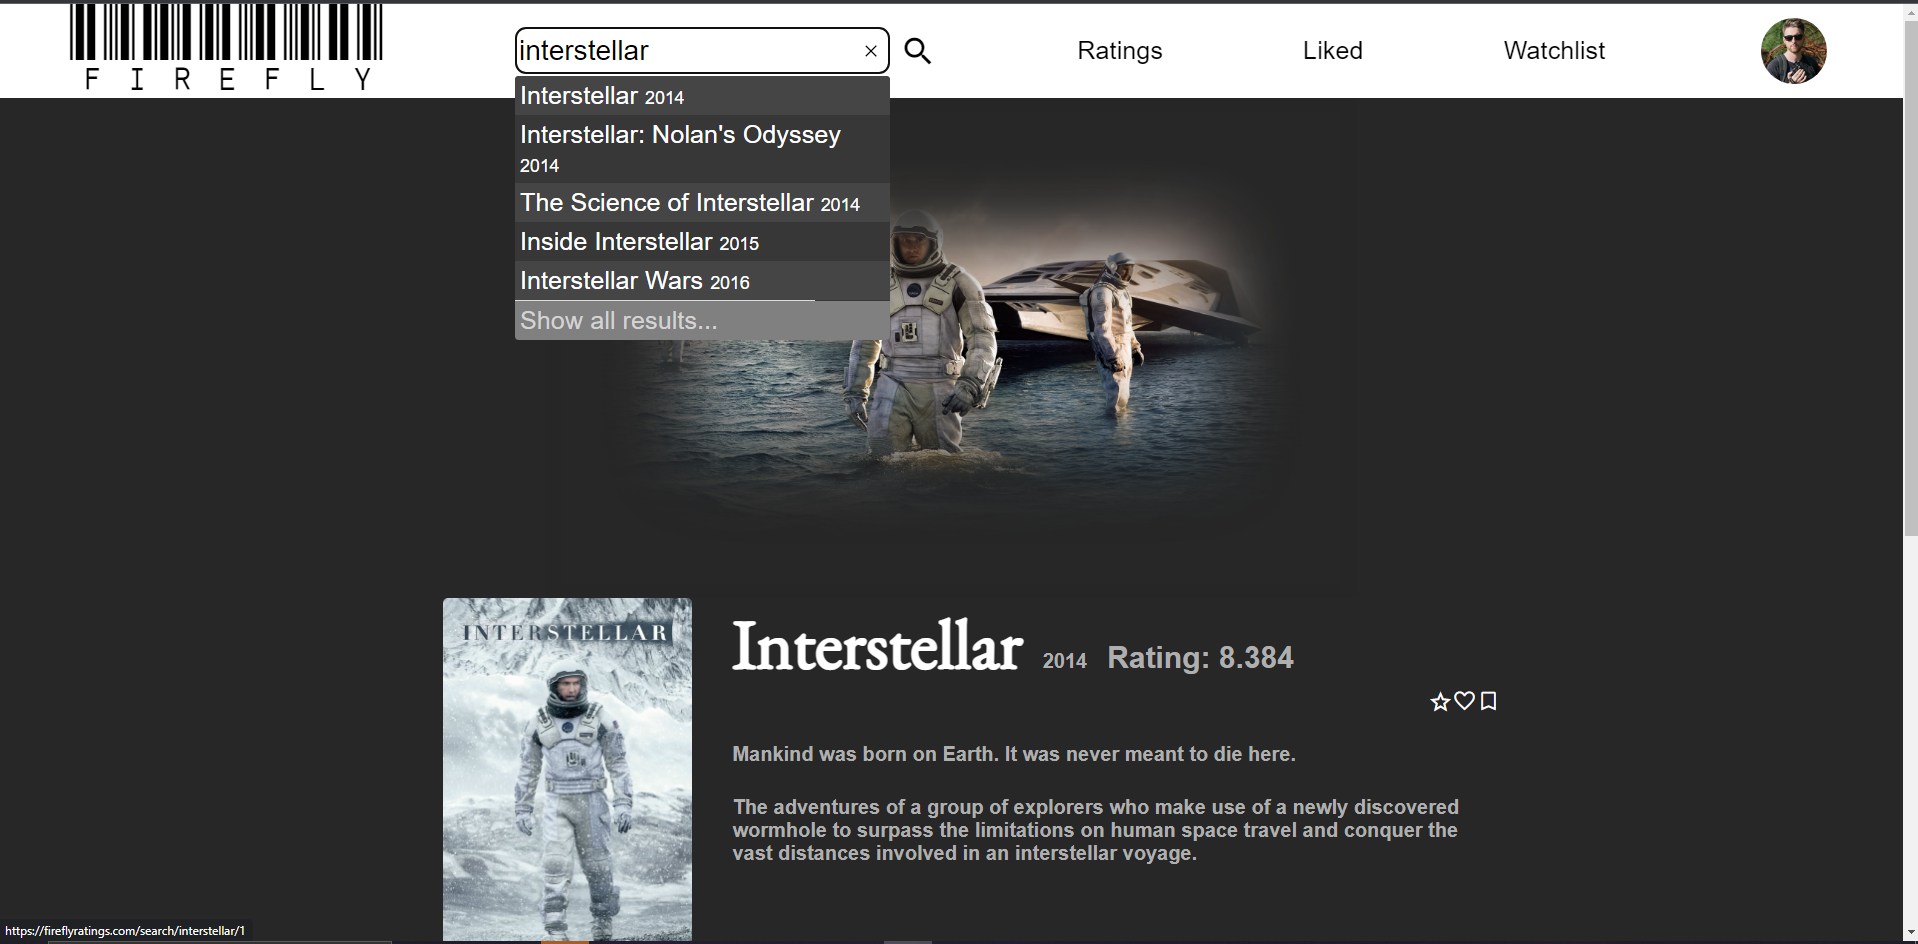 FIREFLY
interstellar
Ratings
Liked
Watchlist
Interstellar 2014
Interstellar: Nolan's Odyssey
2014
The Science of Interstellar 2014
Inside Interstellar 2015
Interstellar Wars 2016
Show all results...
INTERSTELLAR
Interstellar 2014 Rating: 8.384
Mankind was born on Earth. It was never meant to die here.
The adventures of a group of explorers who make use of a newly discovered
wormhole to surpass the limitations on human space travel and conquer the
vast distances involved in an interstellar voyage.
https://fireflyratings.com/search/interstellar/1